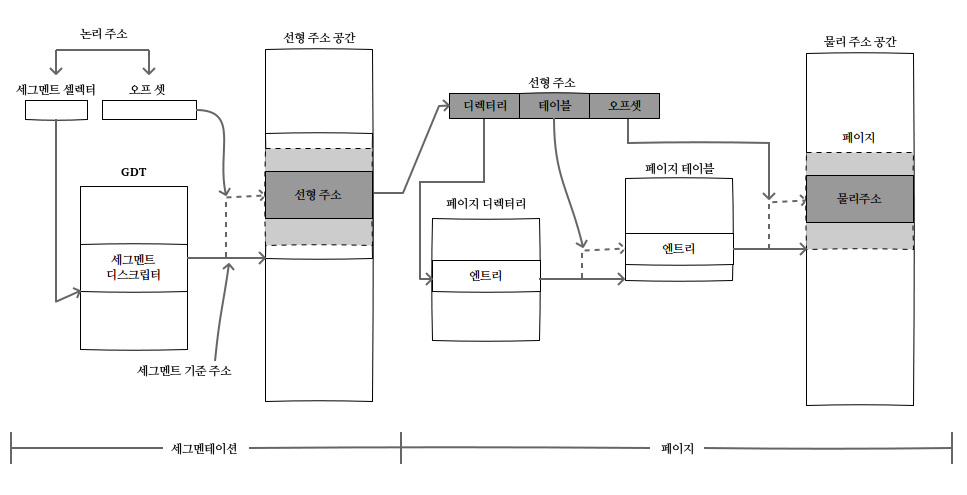 논리 주소
세그먼트 셀렉터
오프 셋
GDT
세그먼트
디스크립터
세그먼트 기준 주소
선형 주소 공간
선형 주소
선형 주소
디렉터리 테이블 오프셋
페이지 디렉터리
엔트리
페이지 테이블
엔트리
물리 주소 공간
페이지
물리주소
세그멘테이션
페이지